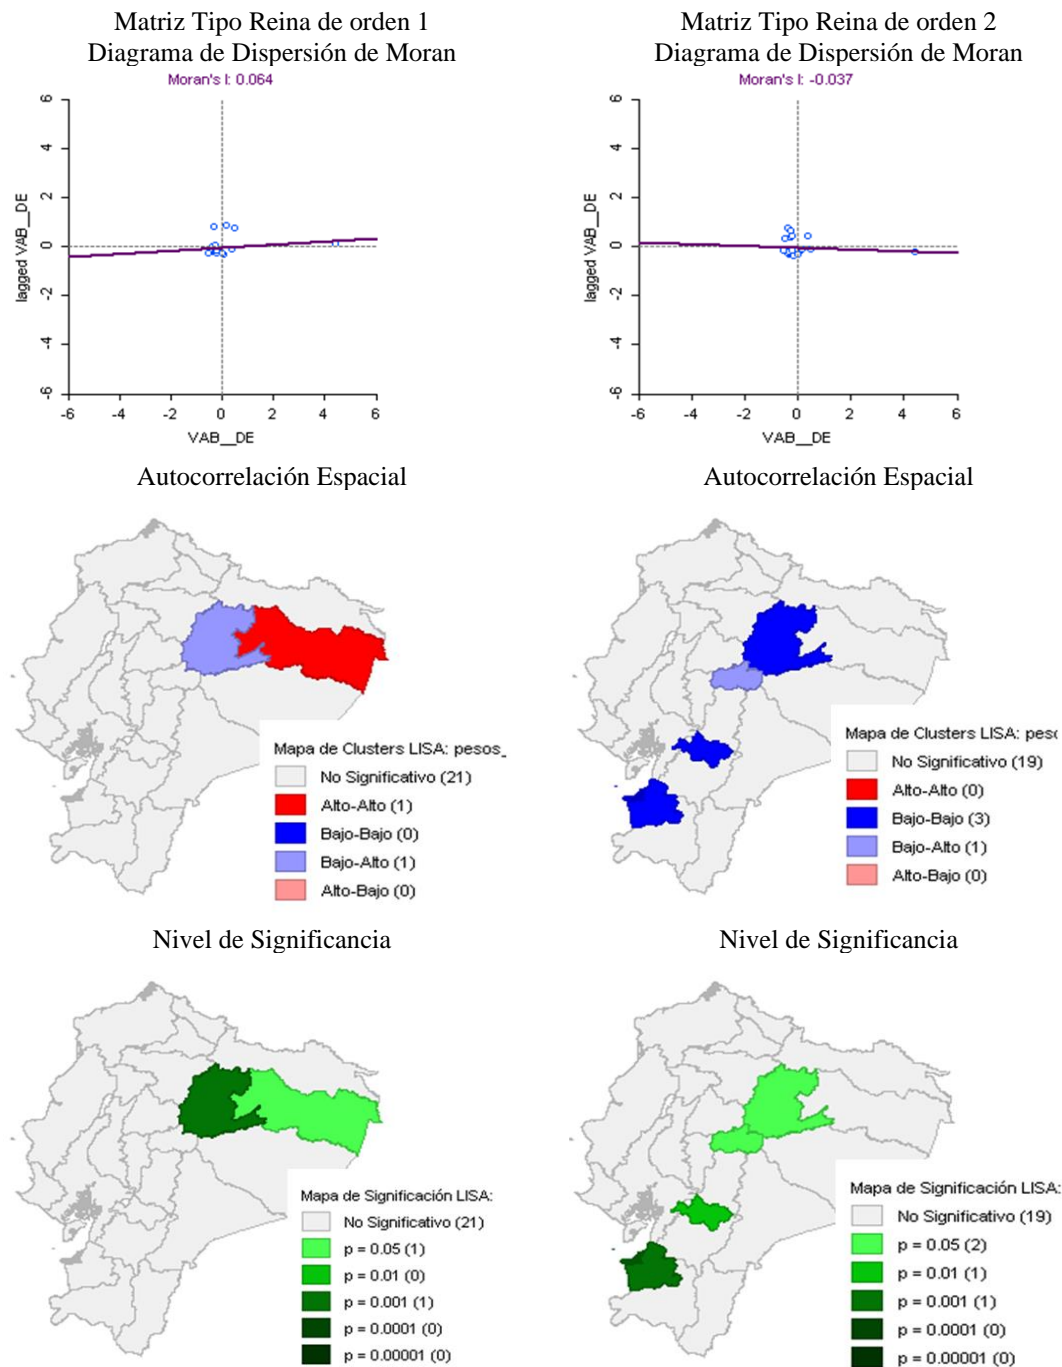 Matriz Tipo Reina de orden 1
Diagrama de Dispersión de Moran
Moran's I: 0.064
6
4
2
0
-2
-4
-6
lagged VAB__DE
-6 -4 -2 0 2 4 6
VAB__DE
Matriz Tipo Reina de orden 2
Diagrama de Dispersión de Moran
Moran's I: -0.037
6
4
2
0
-2
-4
-6
lagged VAB__DE
-6 -4 -2 0 2 4 6
VAB__DE
Autocorrelación Espacial
Mapa de Clusters LISA: pesos_
No Significativo (21)
Alto-Alto (1)
Bajo-Bajo (0)
Bajo-Alto (1)
Alto-Bajo (0)
Autocorrelación Espacial
Mapa de Clusters LISA: peso
No Significativo (19)
Alto-Alto (0)
Bajo-Bajo (3)
Bajo-Alto (1)
Alto-Bajo (0)
Nivel de Significancia
Mapa de Significación LISA:
No Significativo (21)
p = 0.05 (1)
p = 0.01 (0)
p = 0.001 (1)
p = 0.0001 (0)
p = 0.00001 (0)
Nivel de Significancia
Mapa de Significación LISA:
No Significativo (19)
p = 0.05 (2)
p = 0.01 (1)
p = 0.001 (1)
p = 0.0001 (0)
p = 0.00001 (0)